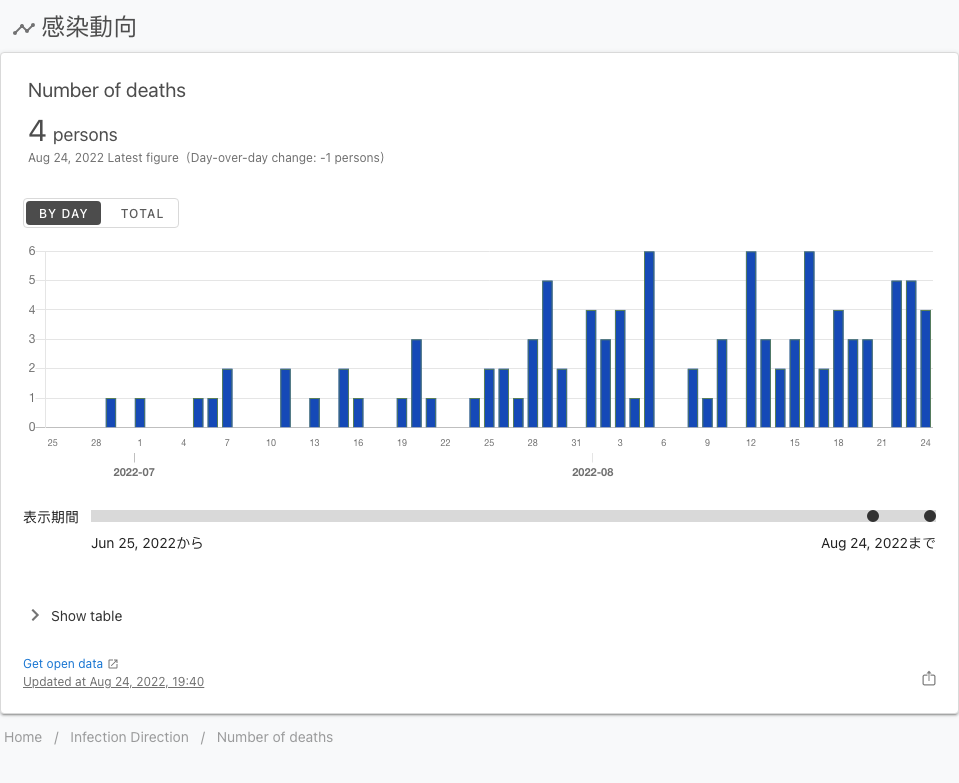 感染動向
Number of deaths
4 persons
Aug 24, 2022 Latest figure (Day-over-day change: -1 persons)
BY DAY TOTAL
6
5
4
3
2
1
0
25 28 1 4 7 10 13 16 19 22 25 28 31 3 6 9 12 15 18 21 24
2022-07 2022-08
表示期間
Jun 25, 2022から Aug 24, 2022まで
Show table
Get open data
Updated at Aug 24, 2022, 19:40
Home / Infection Direction / Number of deaths